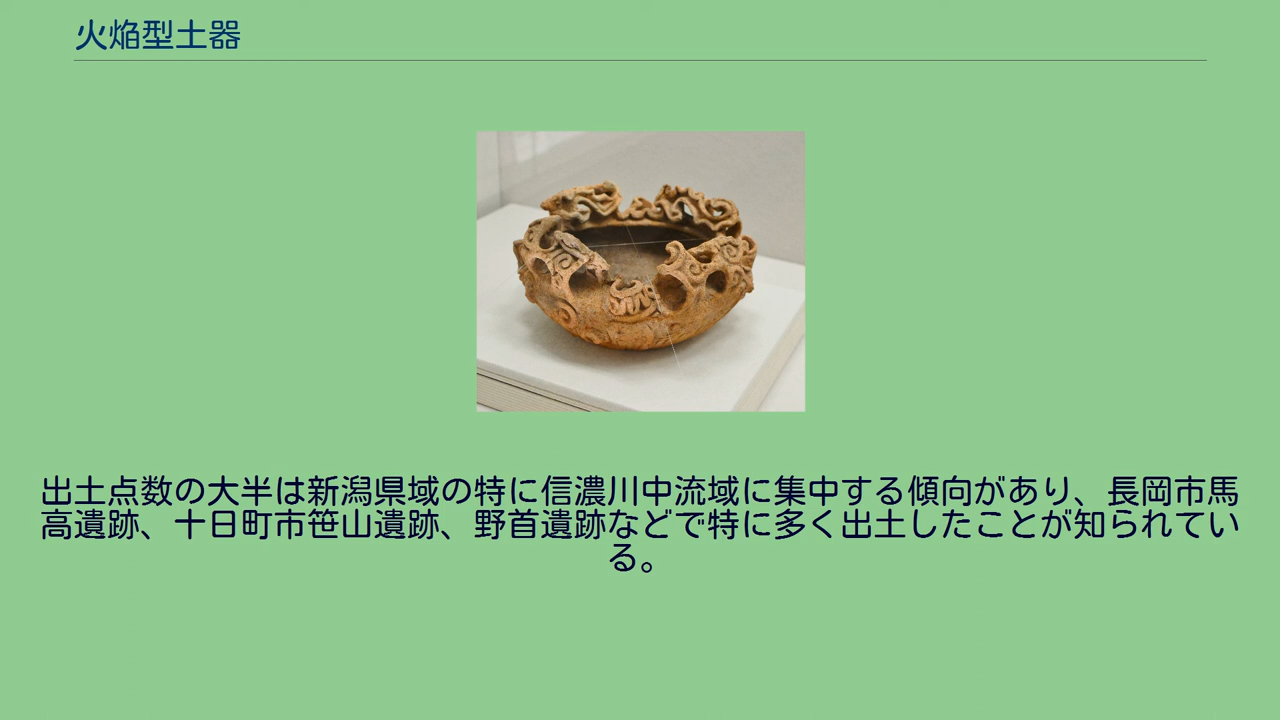 火焔型土器
出土点数の大半は新潟県域の特に信濃川中流域に集中する傾向があり、長岡市馬
高遺跡、十日町市笹山遺跡、野首遺跡などで特に多く出土したことが知られてい
る。